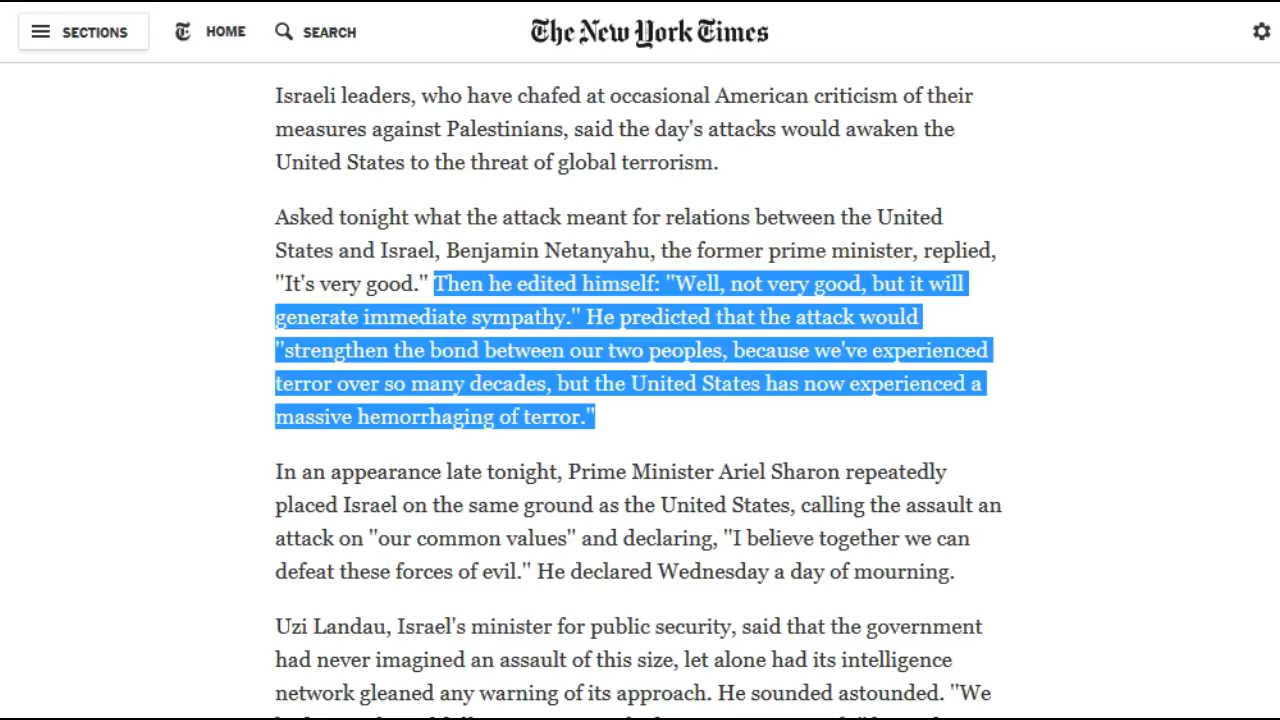 SECTIONS HOME SEARCH The New York Times
Israeli leaders, who have chafed at occasional American criticism of their
measures against Palestinians, said the day's attacks would awaken the
United States to the threat of global terrorism.
Asked tonight what the attack meant for relations between the United
States and Israel, Benjamin Netanyahu, the former prime minister, replied,
"It's very good." Then he edited himself: "Well, not very good, but it will
generate immediate sympathy." He predicted that the attack would
"strengthen the bond between our two peoples, because we've experienced
terror over so many decades, but the United States has now experienced a
massive hemorrhaging of terror."
In an appearance late tonight, Prime Minister Ariel Sharon repeatedly
placed Israel on the same ground as the United States, calling the assault an
attack on "our common values" and declaring, "I believe together we can
defeat these forces of evil." He declared Wednesday a day of mourning.
Uzi Landau, Israel's minister for public security, said that the government
had never imagined an assault of this size, let alone had its intelligence
network gleaned any warning of its approach. He sounded astounded. "We